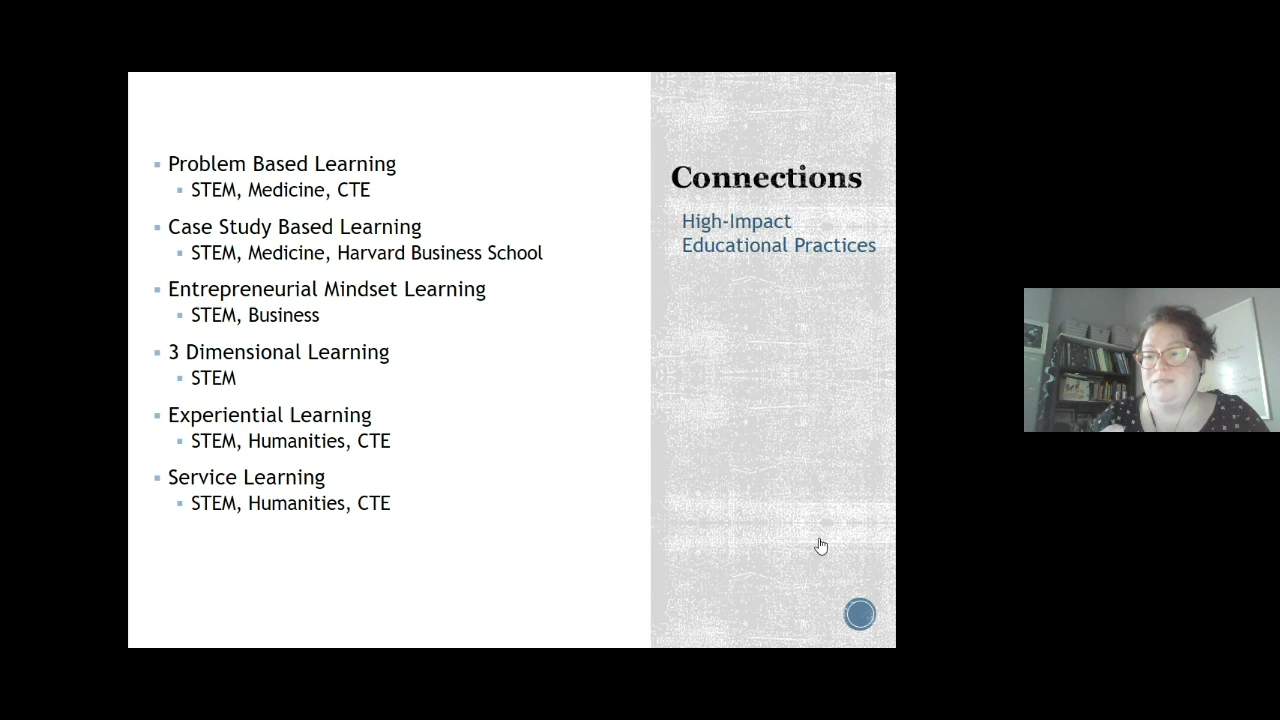 Problem Based Learning
STEM, Medicine, CTE
Case Study Based Learning
STEM, Medicine, Harvard Business School
Entrepreneurial Mindset Learning
STEM, Business
3 Dimensional Learning
STEM
Experiential Learning
STEM, Humanities, CTE
Service Learning
STEM, Humanities, CTE
Connections
High-Impact
Educational Practices